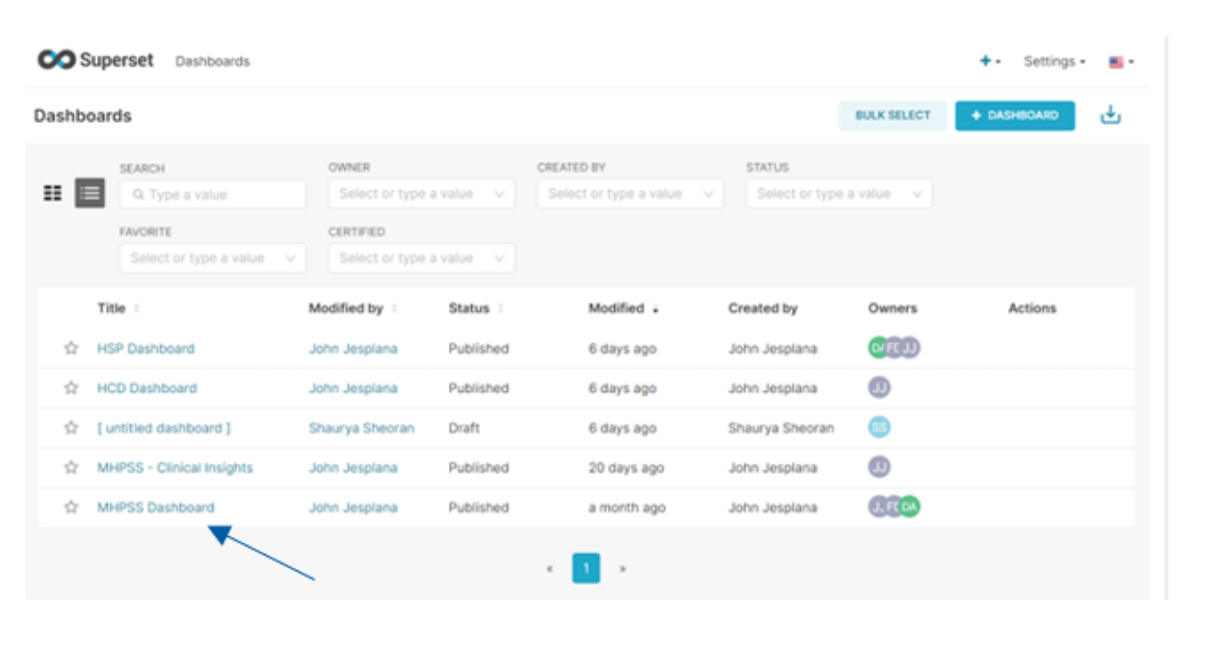 Superset Dashboards Settings
Dashboards BULK SELECT + DASHBOARD
SEARCH OWNER CREATED BY STATUS
Type a value Select or type a value Select or type a value Select or type a value
FAVORITE CERTIFIED
Select or type a value Select or type a value
Title Modified by Status Modified Created by Owners Actions
HSP Dashboard John Jesplana Published 6 days ago John Jesplana JJ
HCD Dashboard John Jesplana Published 6 days ago John Jesplana JJ
[ untitled dashboard ] Shaurya Sheoran Draft 6 days ago Shaurya Sheoran SS
MHPSS - Clinical Insights John Jesplana Published 20 days ago John Jesplana JJ
MHPSS Dashboard John Jesplana Published a month ago John Jesplana DA
« 1 »